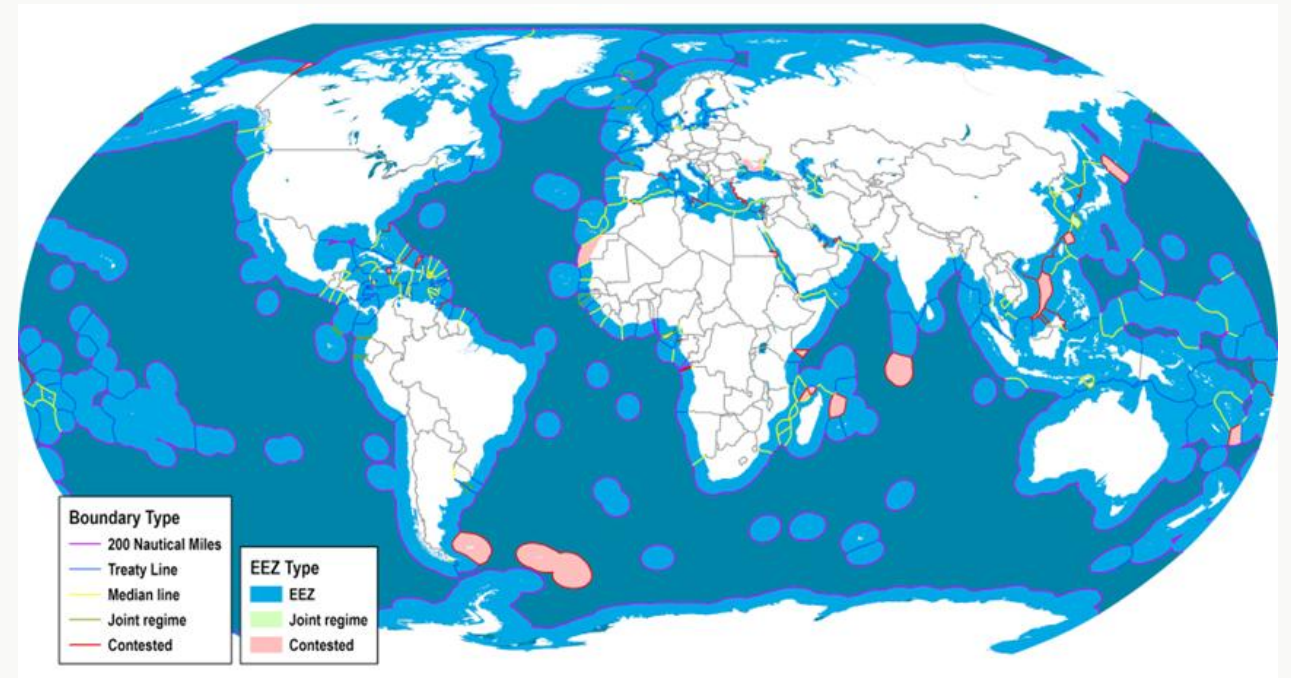 Boundary Type
200 Nautical Miles
Treaty Line
Median line
Joint regime
Contested
EEZ Type
EEZ
Joint regime
Contested